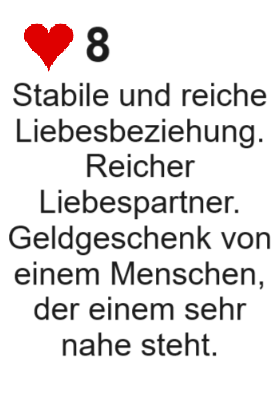 8
Stabile und reiche
Liebesbeziehung.
Reicher
Liebespartner.
Geldgeschenk von
einem Menschen,
der einem sehr
nahe steht.